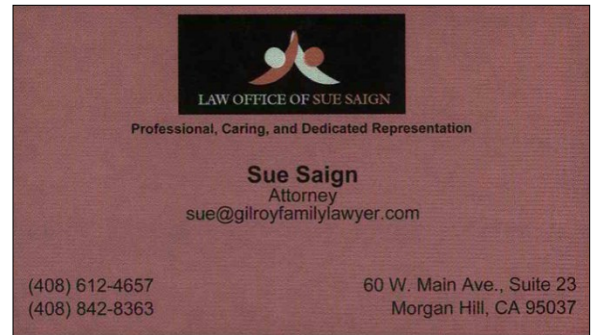 LAW OFFICE OF SUE SAIGN
Professional, Caring, and Dedicated Representation
Sue Saign
Attorney
sue@gilroyfamilylawyer.com
(408) 612-4657
(408) 842-8363
60 W. Main Ave., Suite 23
Morgan Hill, CA 95037